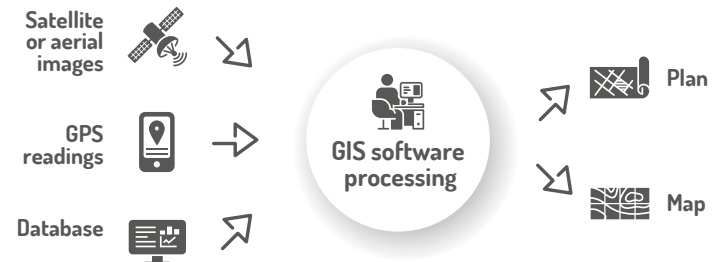 Satellite
or aerial
images
GPS
readings
Database
GIS software
processing
Plan
Map